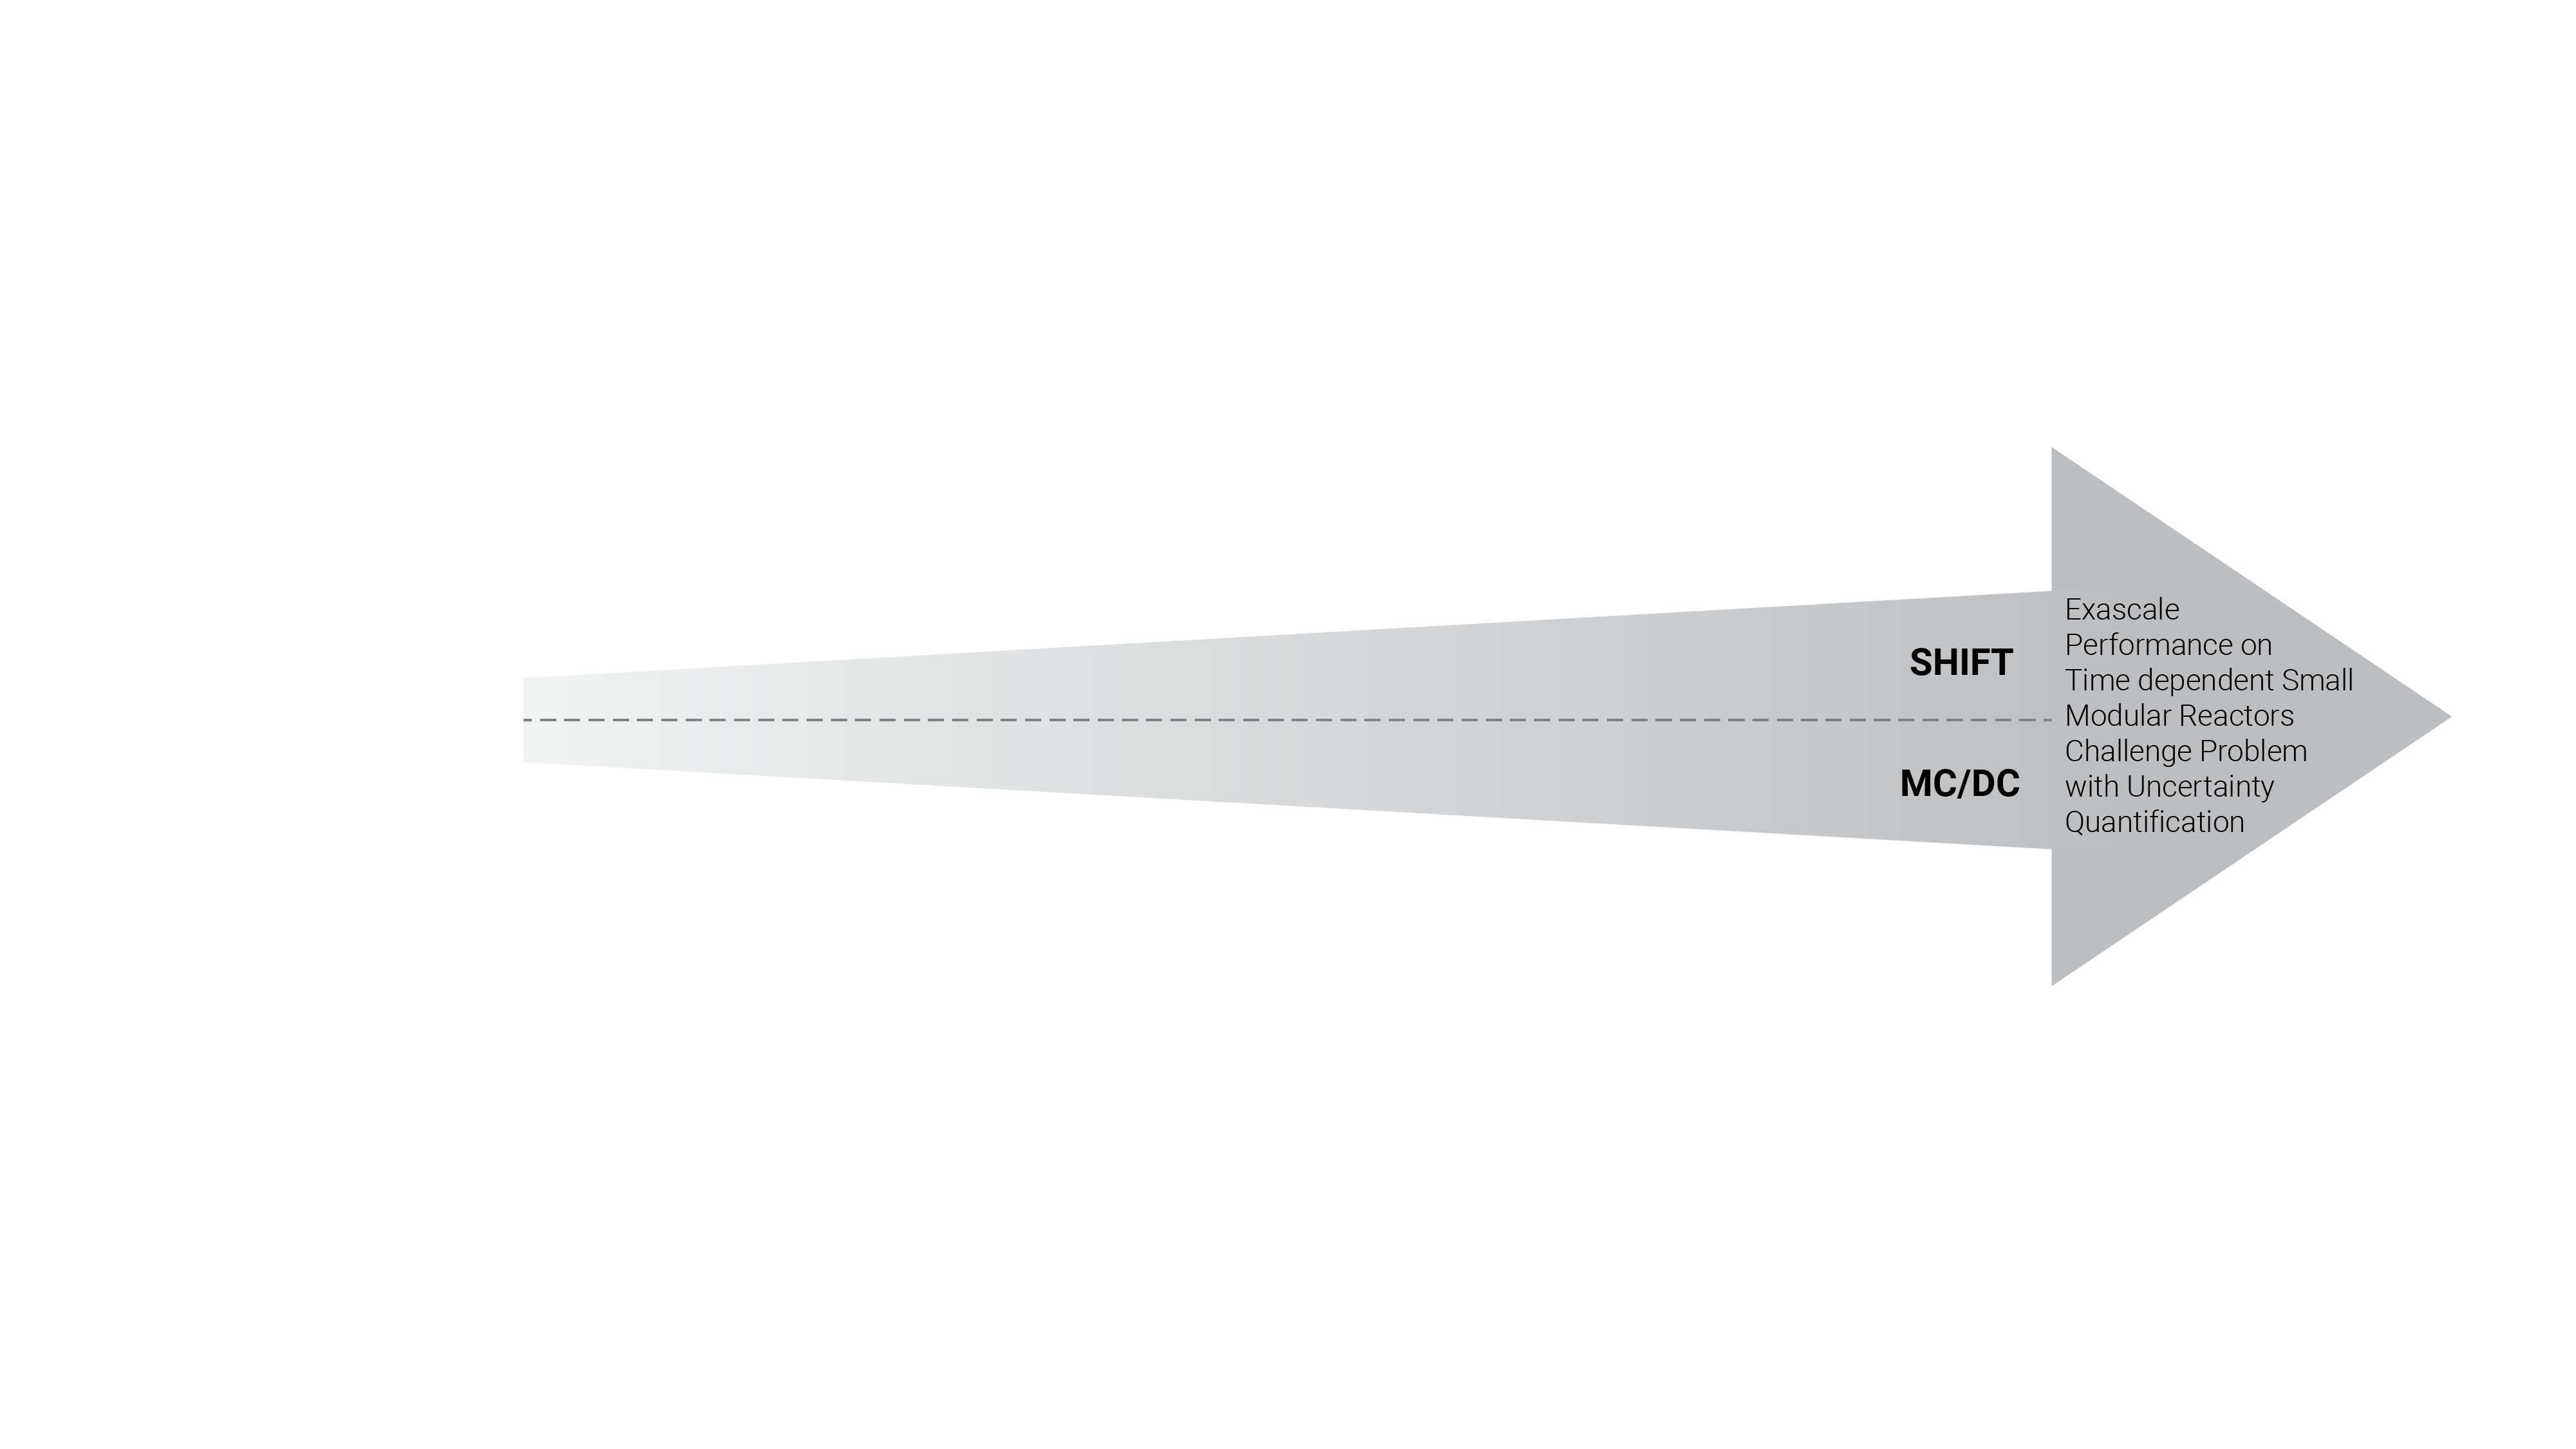 SHIFT
MC/DC
Exascale
Performance on
Time dependent Small
Modular Reactors
Challenge Problem
with Uncertainty
Quantification